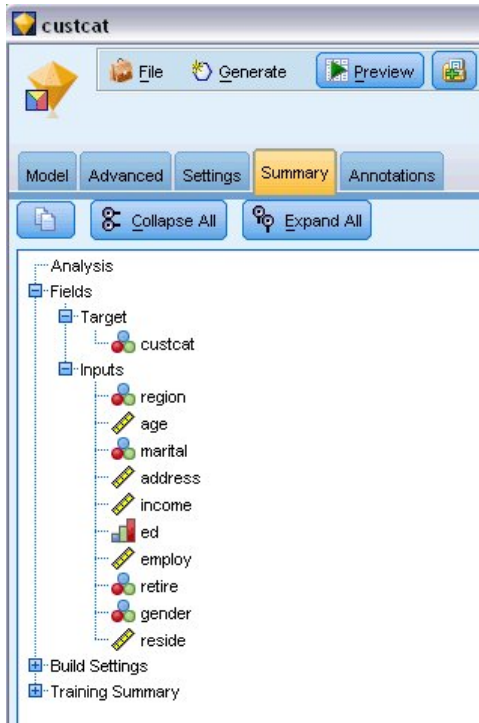 custcat
File Generate Preview
Model Advanced Settings Summary Annotations
Collapse All Expand All
Analysis
Fields
Target
custcat
Inputs
region
age
marital
address
income
ed
employ
retire
gender
reside
Build Settings
Training Summary